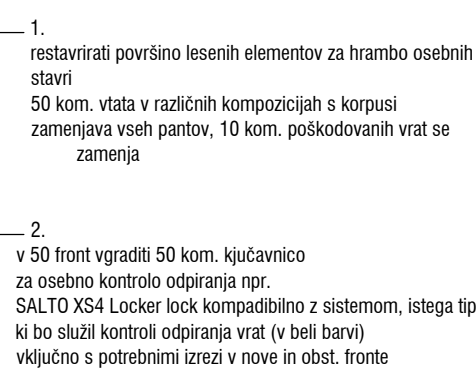 1.
restavrirati površino lesenih elementov za hrambo osebnih
stavri
50 kom. vtata v različnih kompozicijah s korpusi
zamenjava vseh pantov, 10 kom. poškodovanih vrat se
zamenja
2.
v 50 front vgraditi 50 kom. kjučavnico
za osebno kontrolo odpiranja npr.
SALTO XS4 Locker lock kompadibilno z sistemom, istega tip
ki bo služil kontroli odpiranja vrat (v beli barvi)
vključno s potrebnimi izrezi v nove in obst. fronte